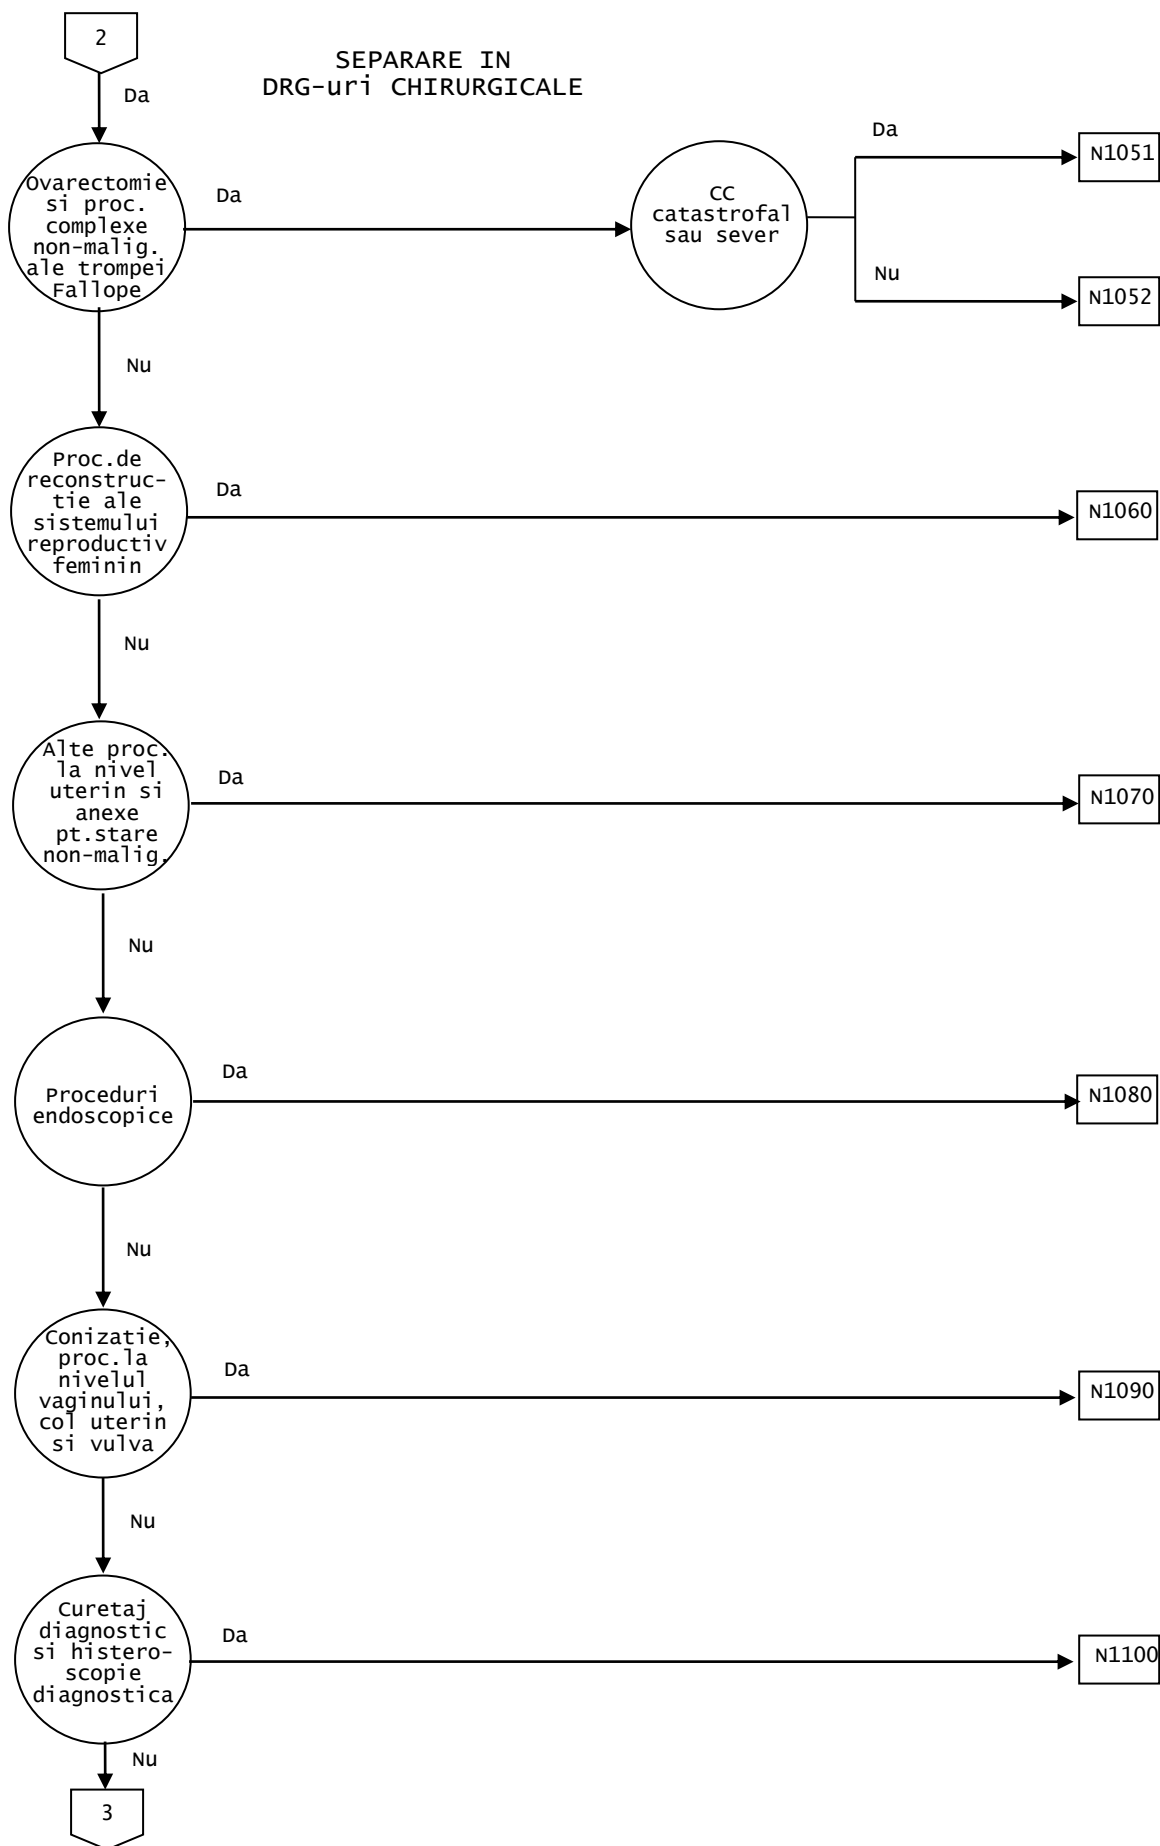 2
SEPARARE IN
DRG-uri CHIRURGICALE
Da
Ovarectomie
si proc.
complexe
non-malig.
ale trompei
Fallope
Da
CC
catastrofal
sau sever
Da
N1051
Nu
N1052
Nu
Proc.de
reconstruc-
tie ale
sistemului
reproductiv
feminin
Da
N1060
Nu
Alte proc.
la nivel
uterin si
anexe
pt.stare
non-malig.
Da
N1070
Nu
Proceduri
endoscopice
Da
N1080
Nu
Conizatie,
proc.la
nivelul
vaginului,
col uterin
si vulva
Da
N1090
Nu
Curetaj
diagnostic
si histero-
scopie
diagnostica
Da
N1100
Nu
3